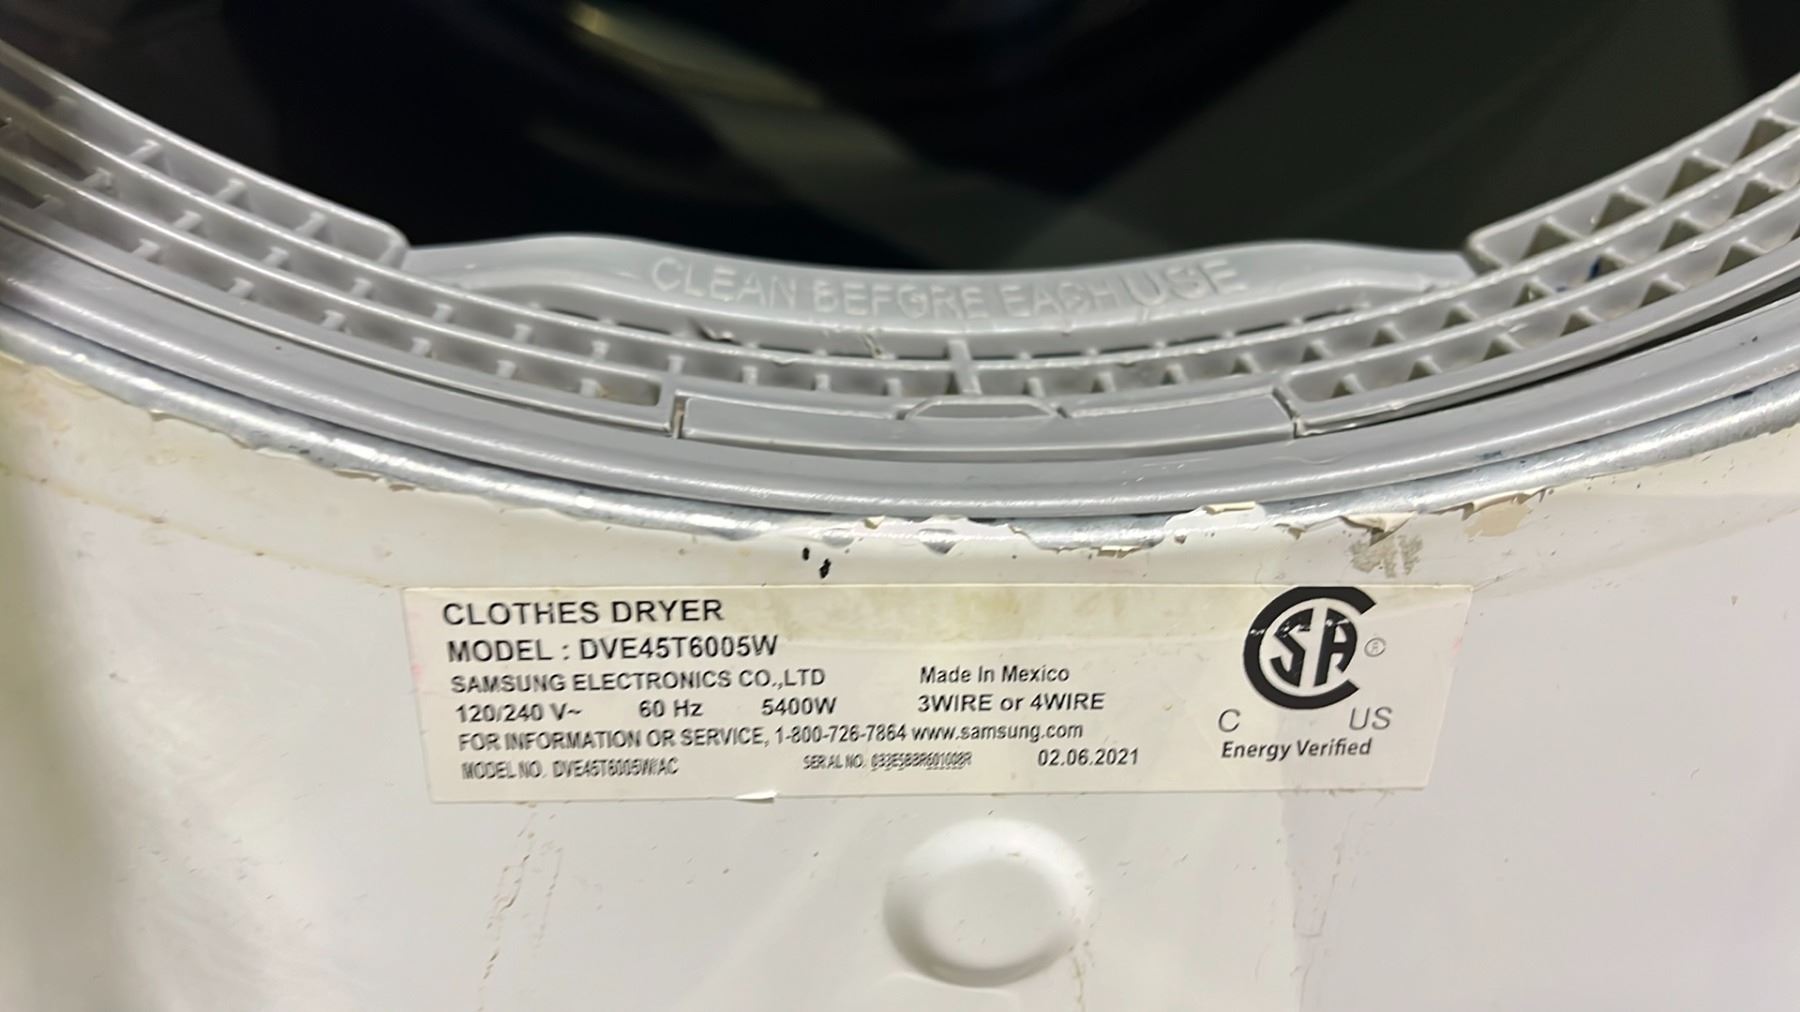 CLEAN BEFORE EACH USE
CLOTHES DRYER
MODEL : DVE45T6005W
SAMSUNG ELECTRONICS CO.,LTD Made In Mexico
120/240 V~ 60 Hz 5400W 3WIRE or 4WIRE
FOR INFORMATION OR SERVICE, 1-800-726-7864 www.samsung.com
MODEL NO. DVE45T6005W/AC SERIAL NO. 02.06.2021
SA ®
C US
Energy Verified